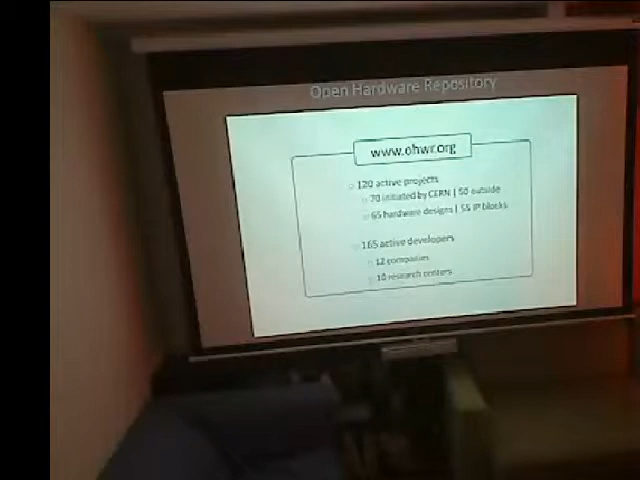 Open Hardware Repository
www.ohwr.org
120 active projects
70 initiated by CERN | 50 outside
65 hardware designs | 55 IP blocks
165 active developers
12 companies
10 research centers